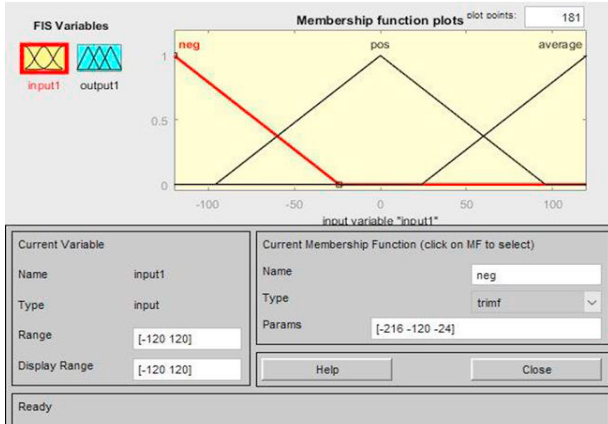 FIS Variables
Membership function plots
plot points:
181
input1
output1
neg
pos
average
1
0.5
0
-100
-50
0
50
100
input variable "input1"
Current Variable
Name
input1
Type
input
Range
[-120 120]
Display Range
[-120 120]
Current Membership Function (click on MF to select)
Name
neg
Type
trimf
Params
[-216 -120 -24]
Help
Close
Ready